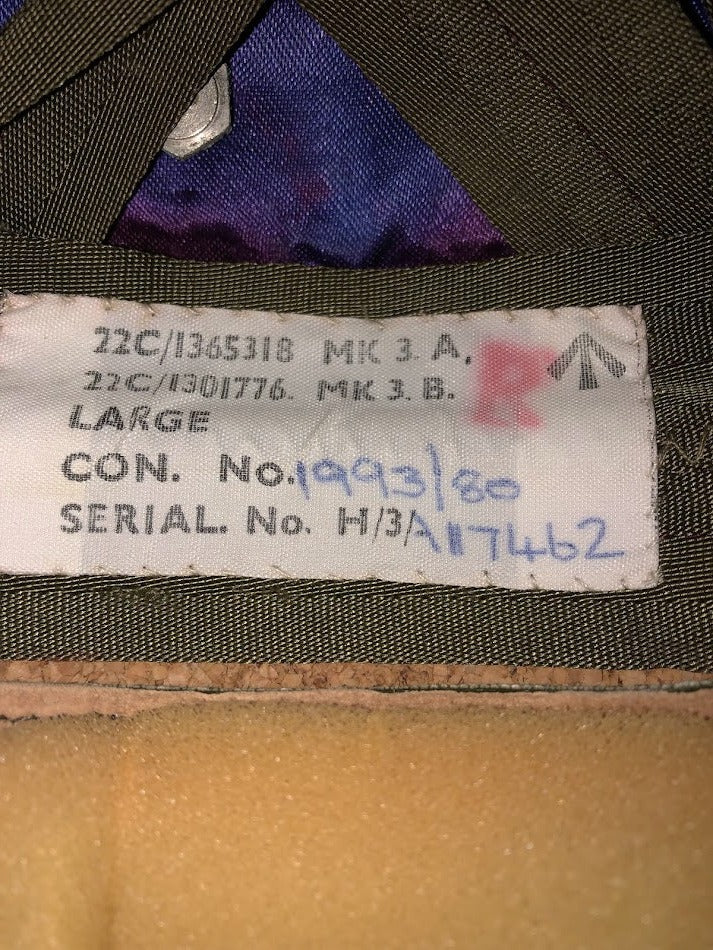 22C/1365318 MK 3. A. R
22C/1301776. MK 3. B.
LARGE
CON. No. 1993/80
SERIAL. No. H/3/A117462